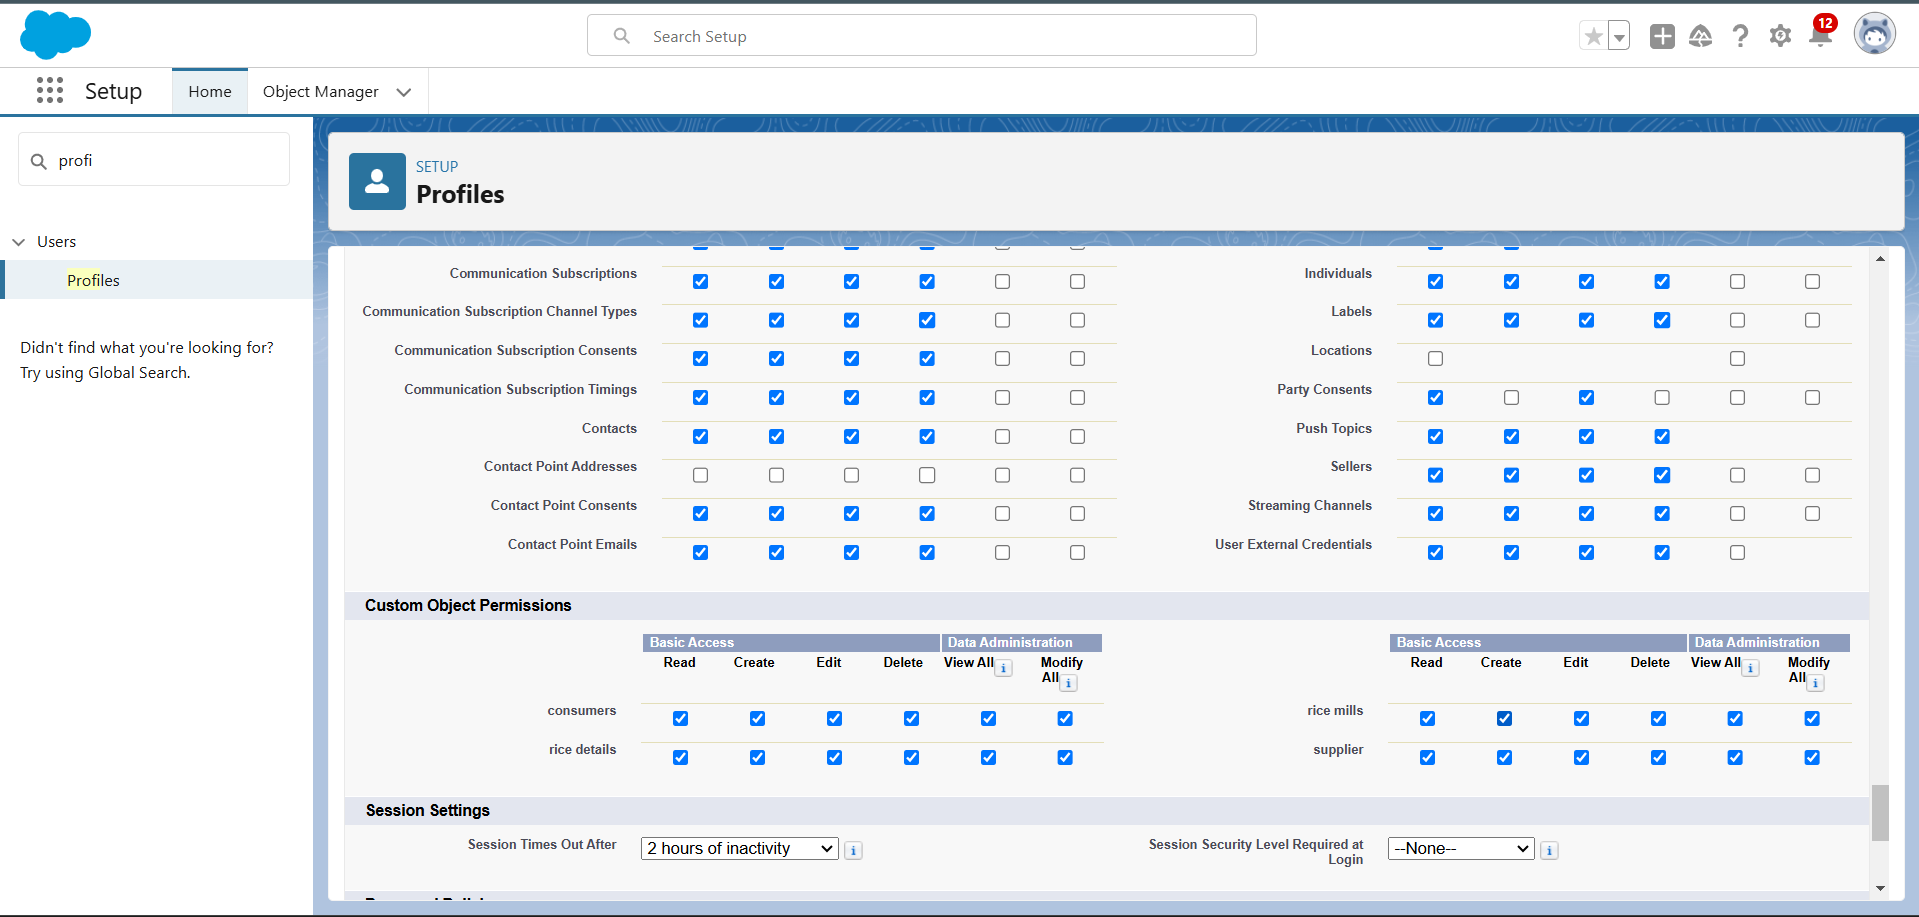 Search Setup
12
Setup
Home
Object Manager
profi
SETUP
Profiles
Users
Profiles
Didn't find what you're looking for?
Try using Global Search.
Communication Subscriptions
Individuals
Communication Subscription Channel Types
Labels
Communication Subscription Consents
Locations
Communication Subscription Timings
Party Consents
Contacts
Push Topics
Contact Point Addresses
Sellers
Contact Point Consents
Streaming Channels
Contact Point Emails
User External Credentials
Custom Object Permissions
Basic Access Data Administration
Read Create Edit Delete View All i Modify All i
Basic Access Data Administration
Read Create Edit Delete View All i Modify All i
consumers
rice mills
rice details
supplier
Session Settings
Session Times Out After
2 hours of inactivity i
Session Security Level Required at
Login
--None-- i